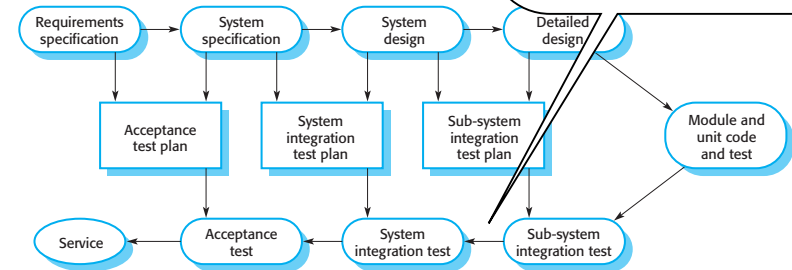 Requirements
specification
System
specification
System
design
Detailed
design
Acceptance
test plan
System
integration
test plan
Sub-system
integration
test plan
Module and
unit code
and test
Service
Acceptance
test
System
integration test
Sub-system
integration test